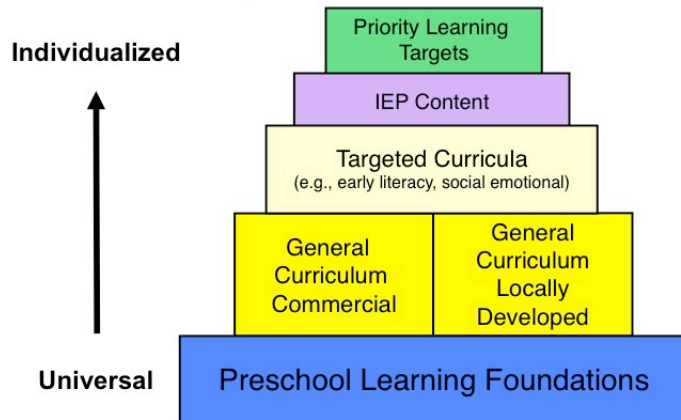 Priority Learning
Targets
Individualized
IEP Content
Targeted Curricula
(e.g., early literacy, social emotional)
General
Curriculum
Commercial
General
Curriculum
Locally
Developed
Universal
Preschool Learning Foundations